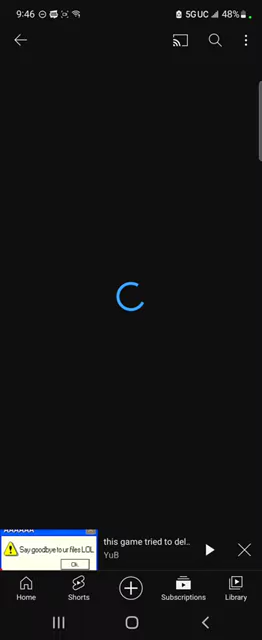 9:46
5G UC
48%
AAAAAA
Say goodbye to ur files LOL
Ok
this game tried to del..
YuB
Home
Shorts
Subscriptions
Library